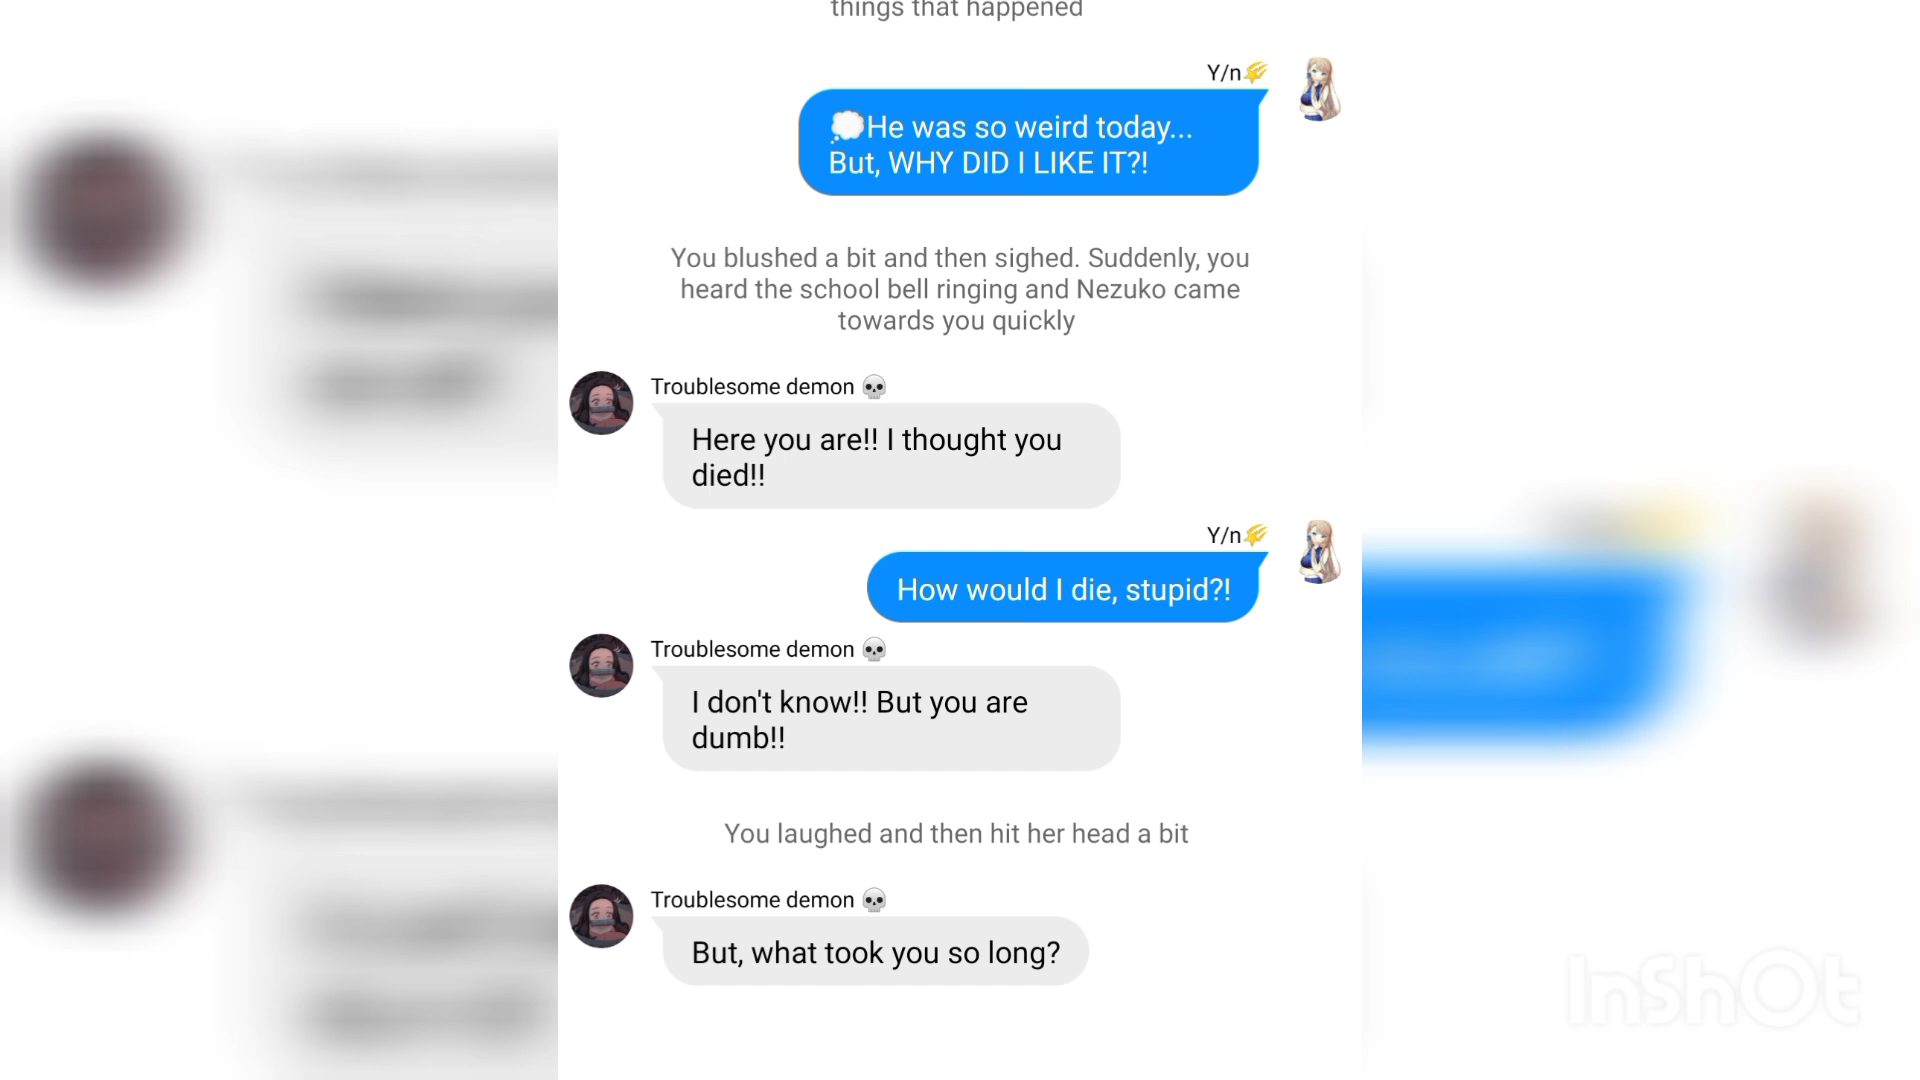 things that happened
Y/n
💭He was so weird today...
But, WHY DID I LIKE IT?!
You blushed a bit and then sighed. Suddenly, you
heard the school bell ringing and Nezuko came
towards you quickly
Troublesome demon 💀
Here you are!! I thought you
died!!
Y/n
How would I die, stupid?!
Troublesome demon 💀
I don't know!! But you are
dumb!!
You laughed and then hit her head a bit
Troublesome demon 💀
But, what took you so long?
InShOt